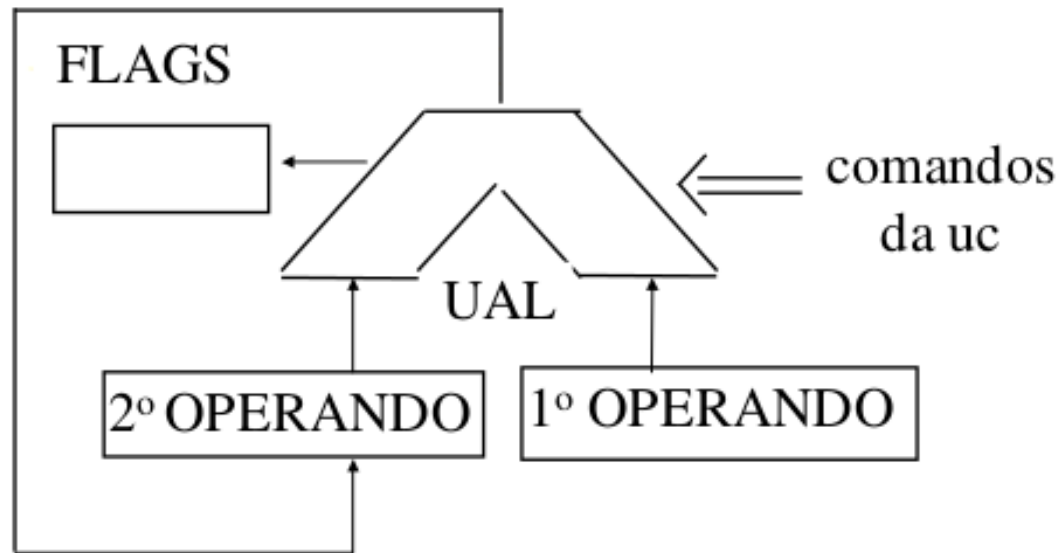 FLAGS
comandos
da uc
UAL
2º OPERANDO
1º OPERANDO